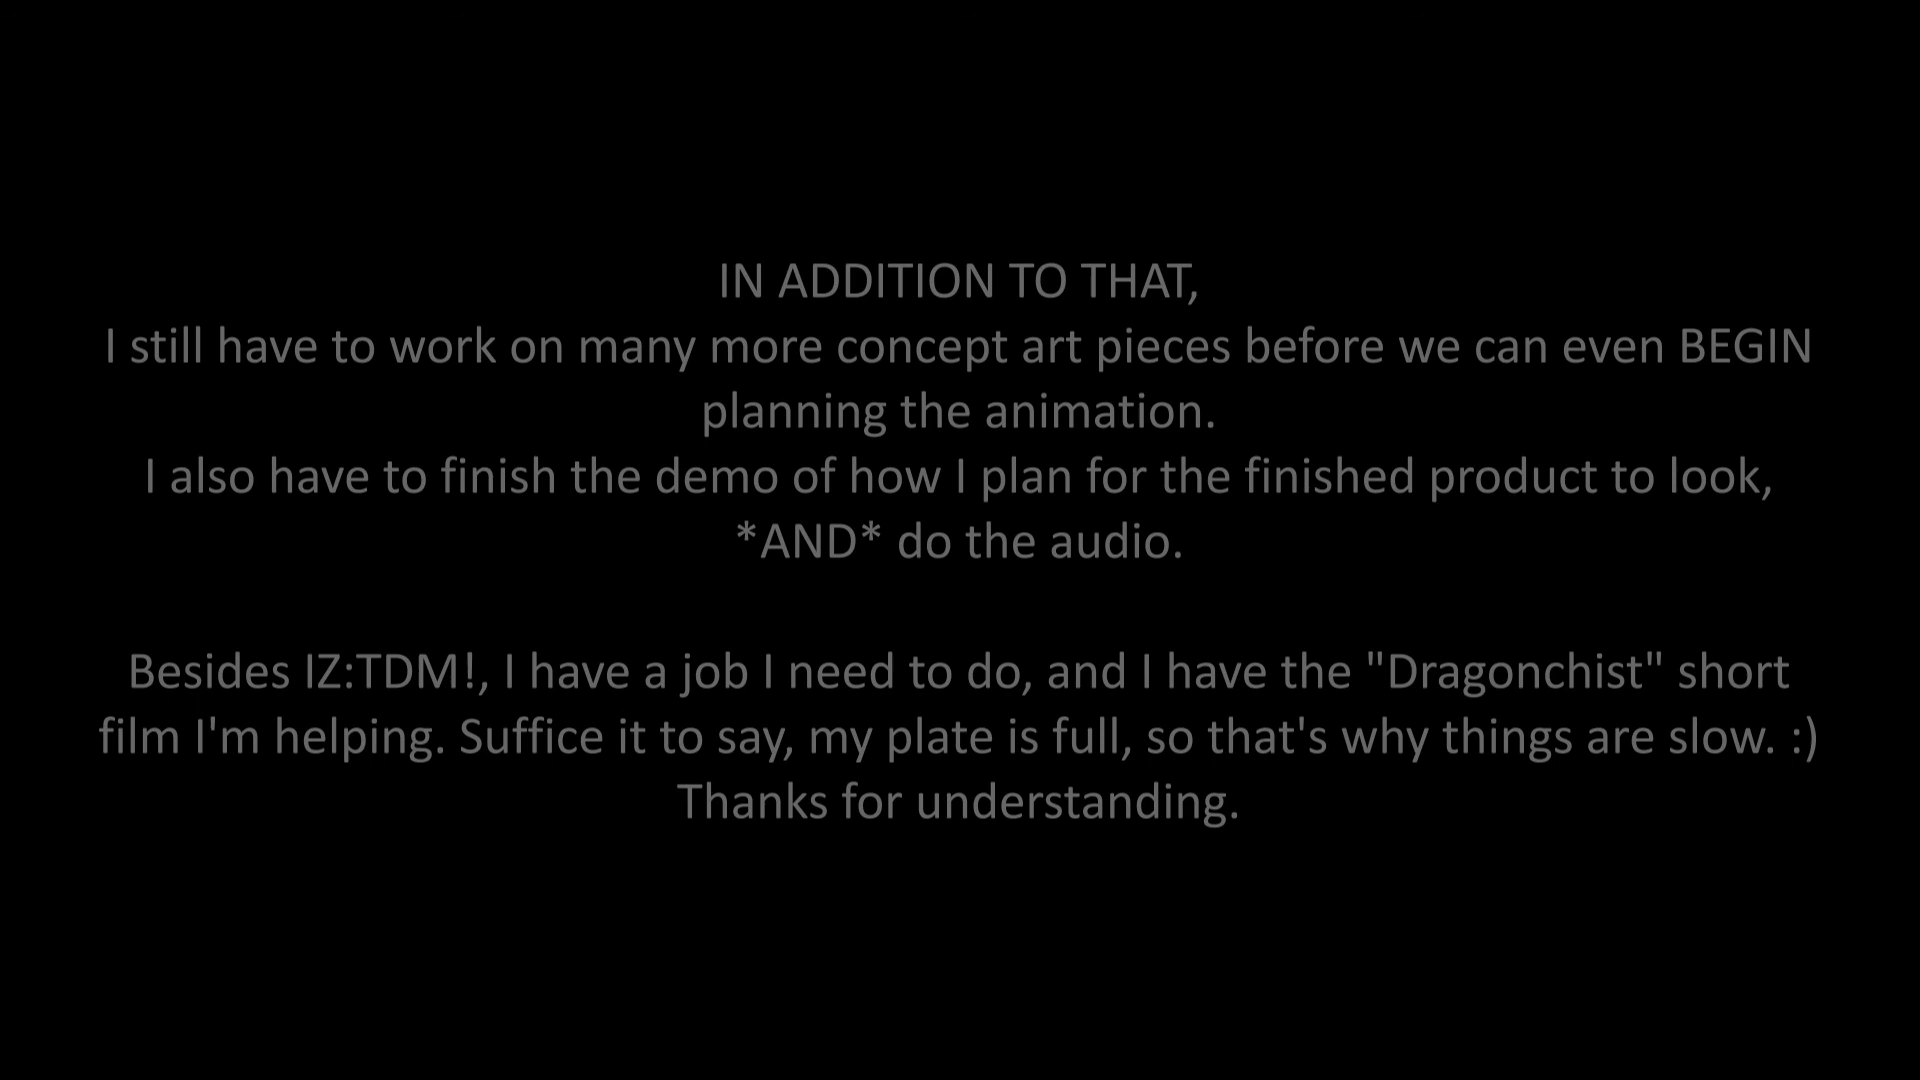 IN ADDITION TO THAT,
I still have to work on many more concept art pieces before we can even BEGIN
planning the animation.
I also have to finish the demo of how I plan for the finished product to look,
*AND* do the audio.
Besides IZ:TDM!, I have a job I need to do, and I have the "Dragonchist" short
film I'm helping. Suffice it to say, my plate is full, so that's why things are slow. :)
Thanks for understanding.